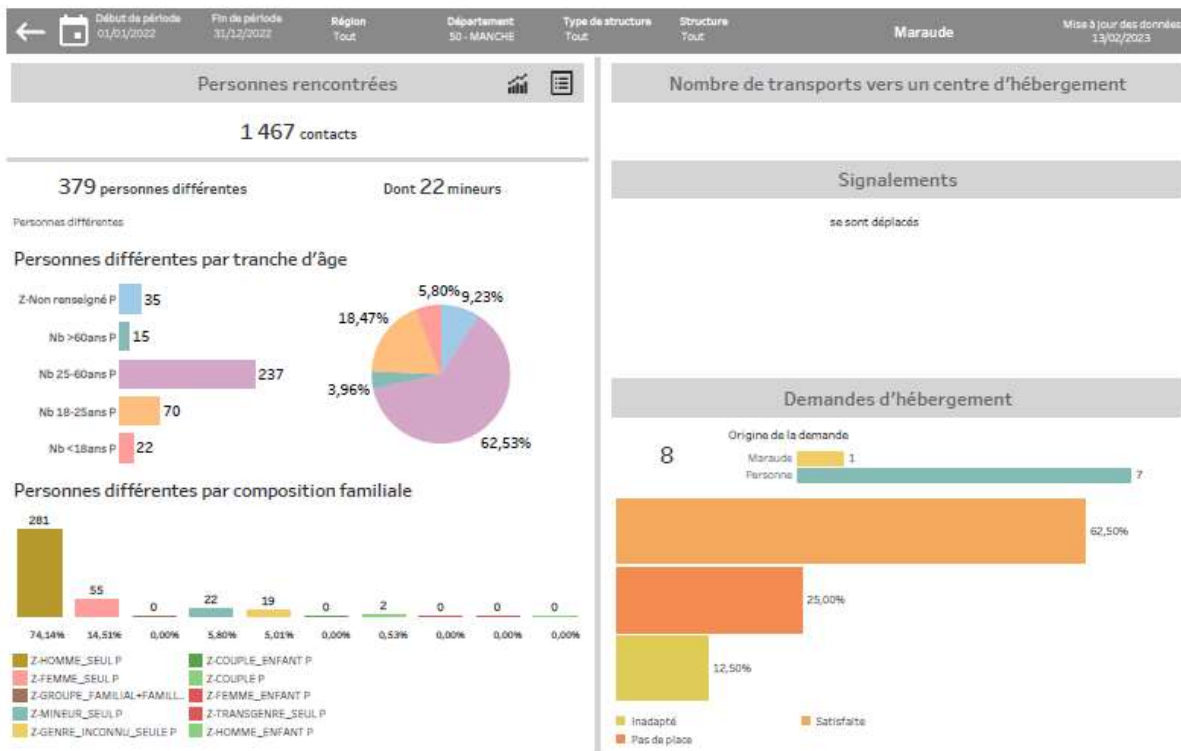 Début de période
01/01/2022
Fin de période
31/12/2022
Région
Tout
Département
50 - MANCHE
Type de structure
Tout
Structure
Tout
Maraude
Mise à jour des données
13/02/2023
Personnes rencontrées
1 467 contacts
379 personnes différentes
Dont 22 mineurs
Personnes différentes
Personnes différentes par tranche d'âge
Z-Non renseigné P 35
Nb >60ans P 15
Nb 25-60ans P 237
Nb 18-25ans P 70
Nb <18ans P 22
5,80%
9,23%
18,47%
3,96%
62,53%
Personnes différentes par composition familiale
281 55 0 22 19 0 2 0 0 0
74,14% 14,51% 0,00% 5,80% 5,01% 0,00% 0,53% 0,00% 0,00% 0,00%
Z-HOMME_SEUL P
Z-FEMME_SEUL P
Z-GROUPE_FAMILIAL+FAMILL...
Z-MINEUR_SEUL P
Z-GENRE_INCONNU_SEULE P
Z-COUPLE_ENFANT P
Z-COUPLE P
Z-FEMME_ENFANT P
Z-TRANSGENRE_SEUL P
Z-HOMME_ENFANT P
Nombre de transports vers un centre d'hébergement
Signalements
se sont déplacés
Demandes d'hébergement
8
Origine de la demande
Maraude 1
Personne 7
62,50%
25,00%
12,50%
Inadapté
Pas de place
Satisfaite